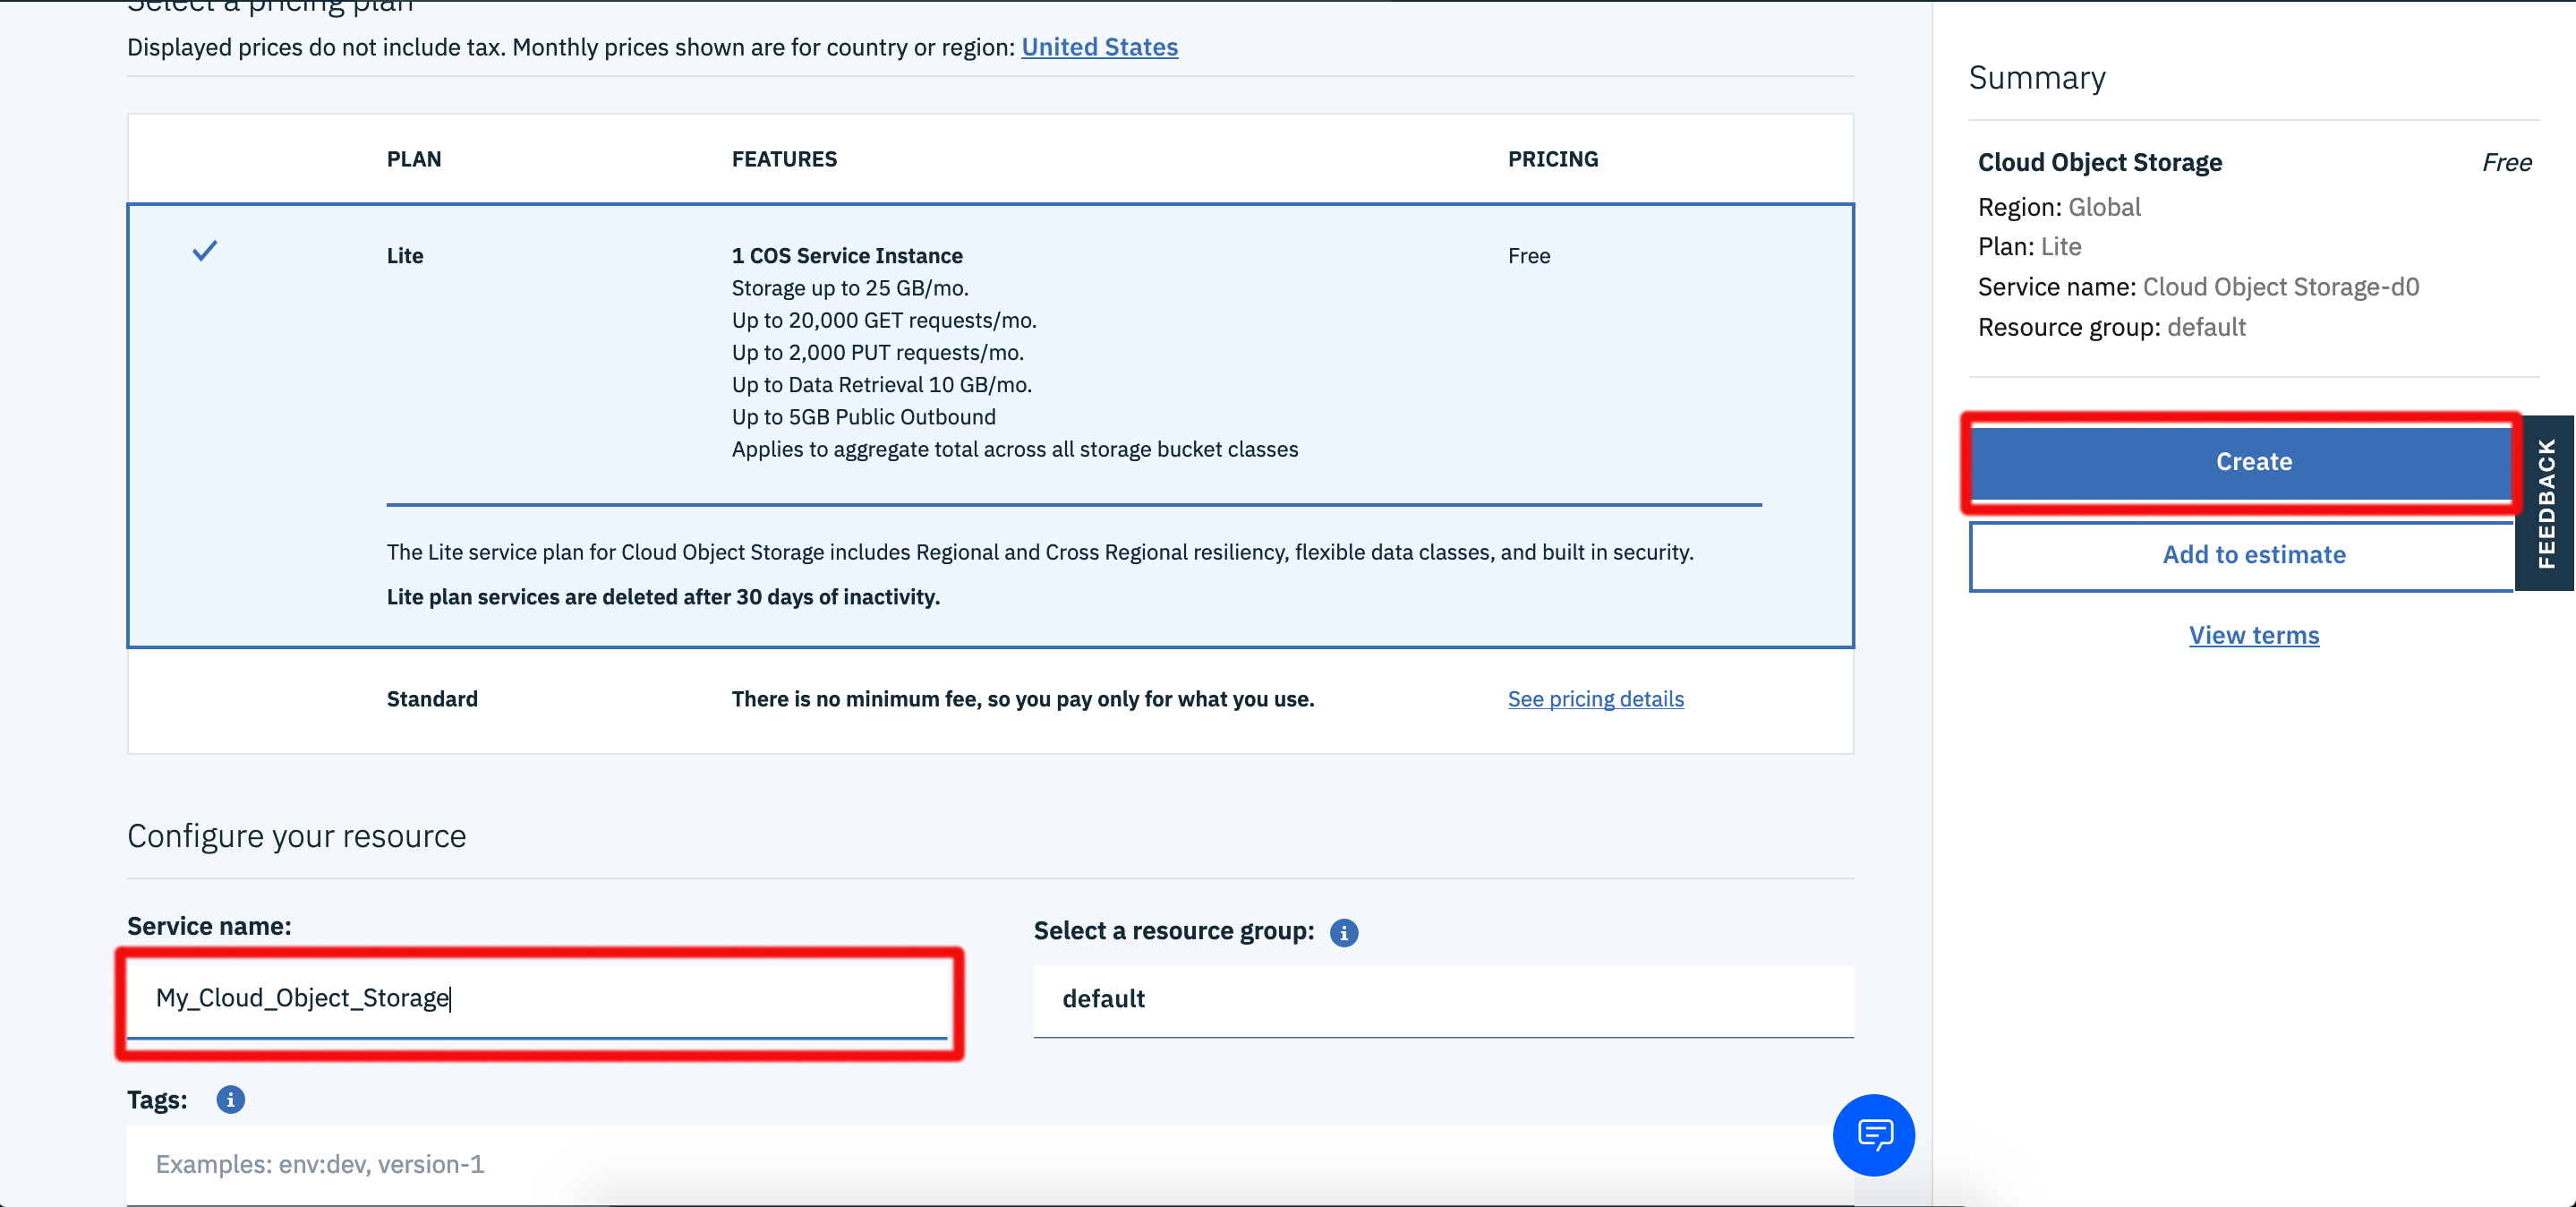 Select a pricing plan
Displayed prices do not include tax. Monthly prices shown are for country or region: United States
PLAN FEATURES PRICING
Lite 1 COS Service Instance Free
Storage up to 25 GB/mo.
Up to 20,000 GET requests/mo.
Up to 2,000 PUT requests/mo.
Up to Data Retrieval 10 GB/mo.
Up to 5GB Public Outbound
Applies to aggregate total across all storage bucket classes
The Lite service plan for Cloud Object Storage includes Regional and Cross Regional resiliency, flexible data classes, and built in security.
Lite plan services are deleted after 30 days of inactivity.
Standard There is no minimum fee, so you pay only for what you use. See pricing details
Configure your resource
Service name:
My_Cloud_Object_Storage
Select a resource group:
default
Tags:
Examples: env:dev, version-1
Summary
Cloud Object Storage Free
Region: Global
Plan: Lite
Service name: Cloud Object Storage-d0
Resource group: default
Create
Add to estimate
View terms
FEEDBACK